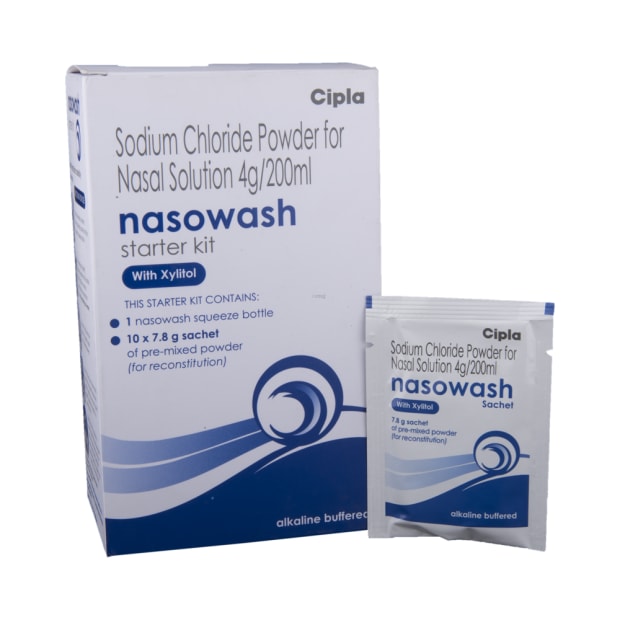 Cipla
Sodium Chloride Powder for
Nasal Solution 4g/200ml
nasowash
starter kit
With Xylitol
THIS STARTER KIT CONTAINS:
1 nasowash squeeze bottle
10 x 7.8 g sachet
of pre-mixed powder
(for reconstitution)
alkaline buffered
nasowash
Cipla
Sodium Chloride Powder for
Nasal Solution 4g/200ml
nasowash
Sachet
With Xylitol
7.8 g sachet
of pre-mixed powder
(for reconstitution)
alkaline buffered